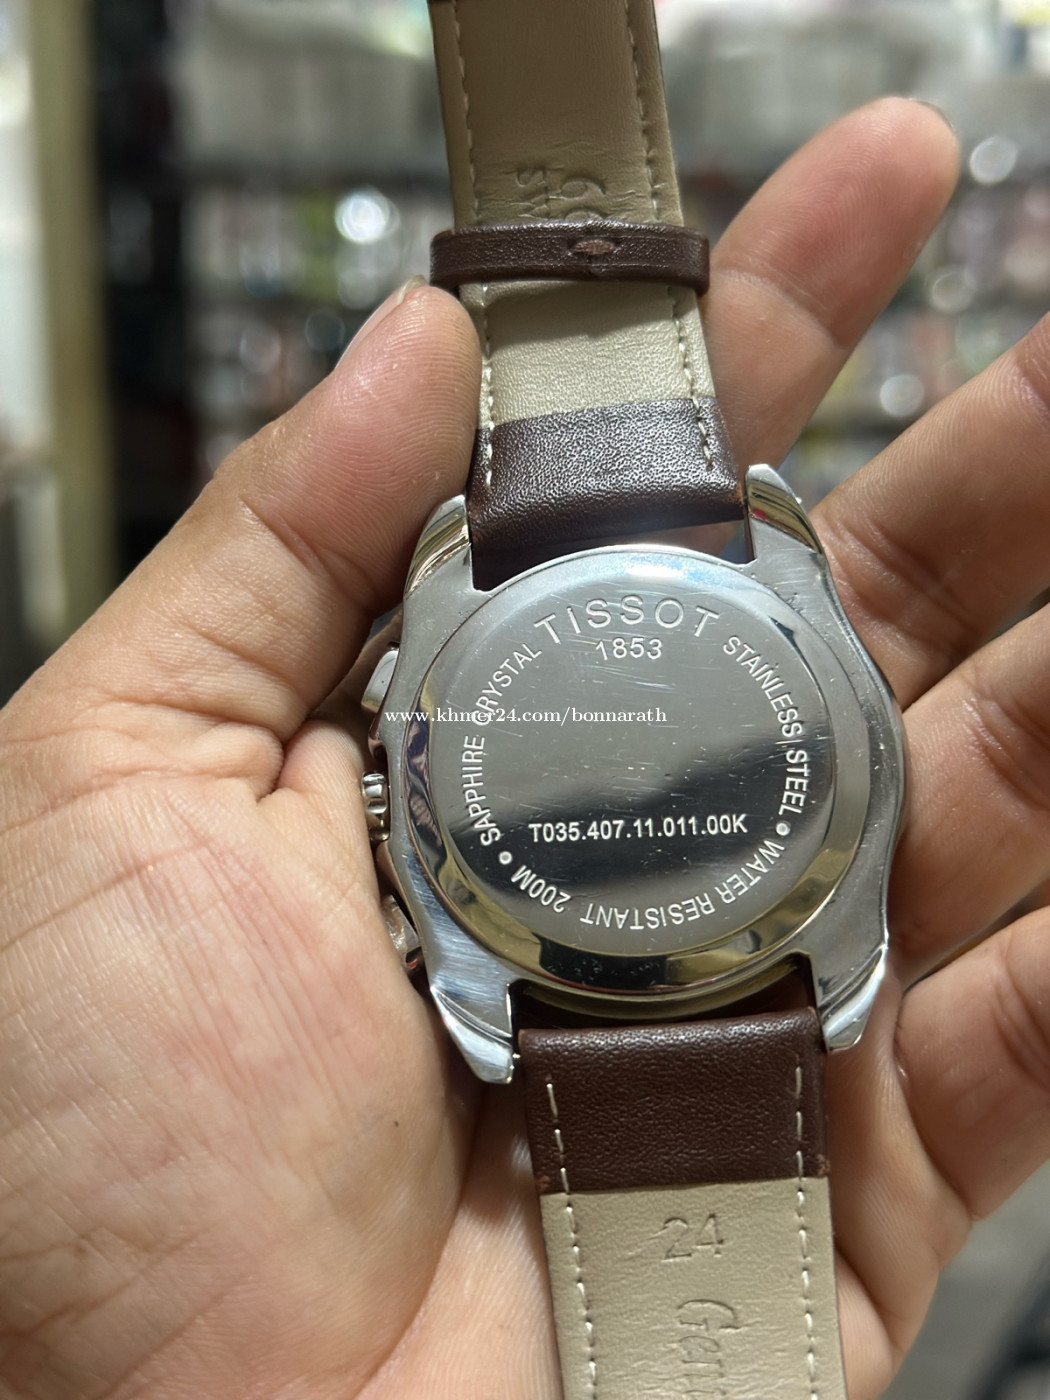 TISSOT
1853
SAPPHIRE CRYSTAL
STAINLESS STEEL • WATER RESISTANT 200M •
www.khmer24.com/bonnarath
T035.407.11.011.00K
24